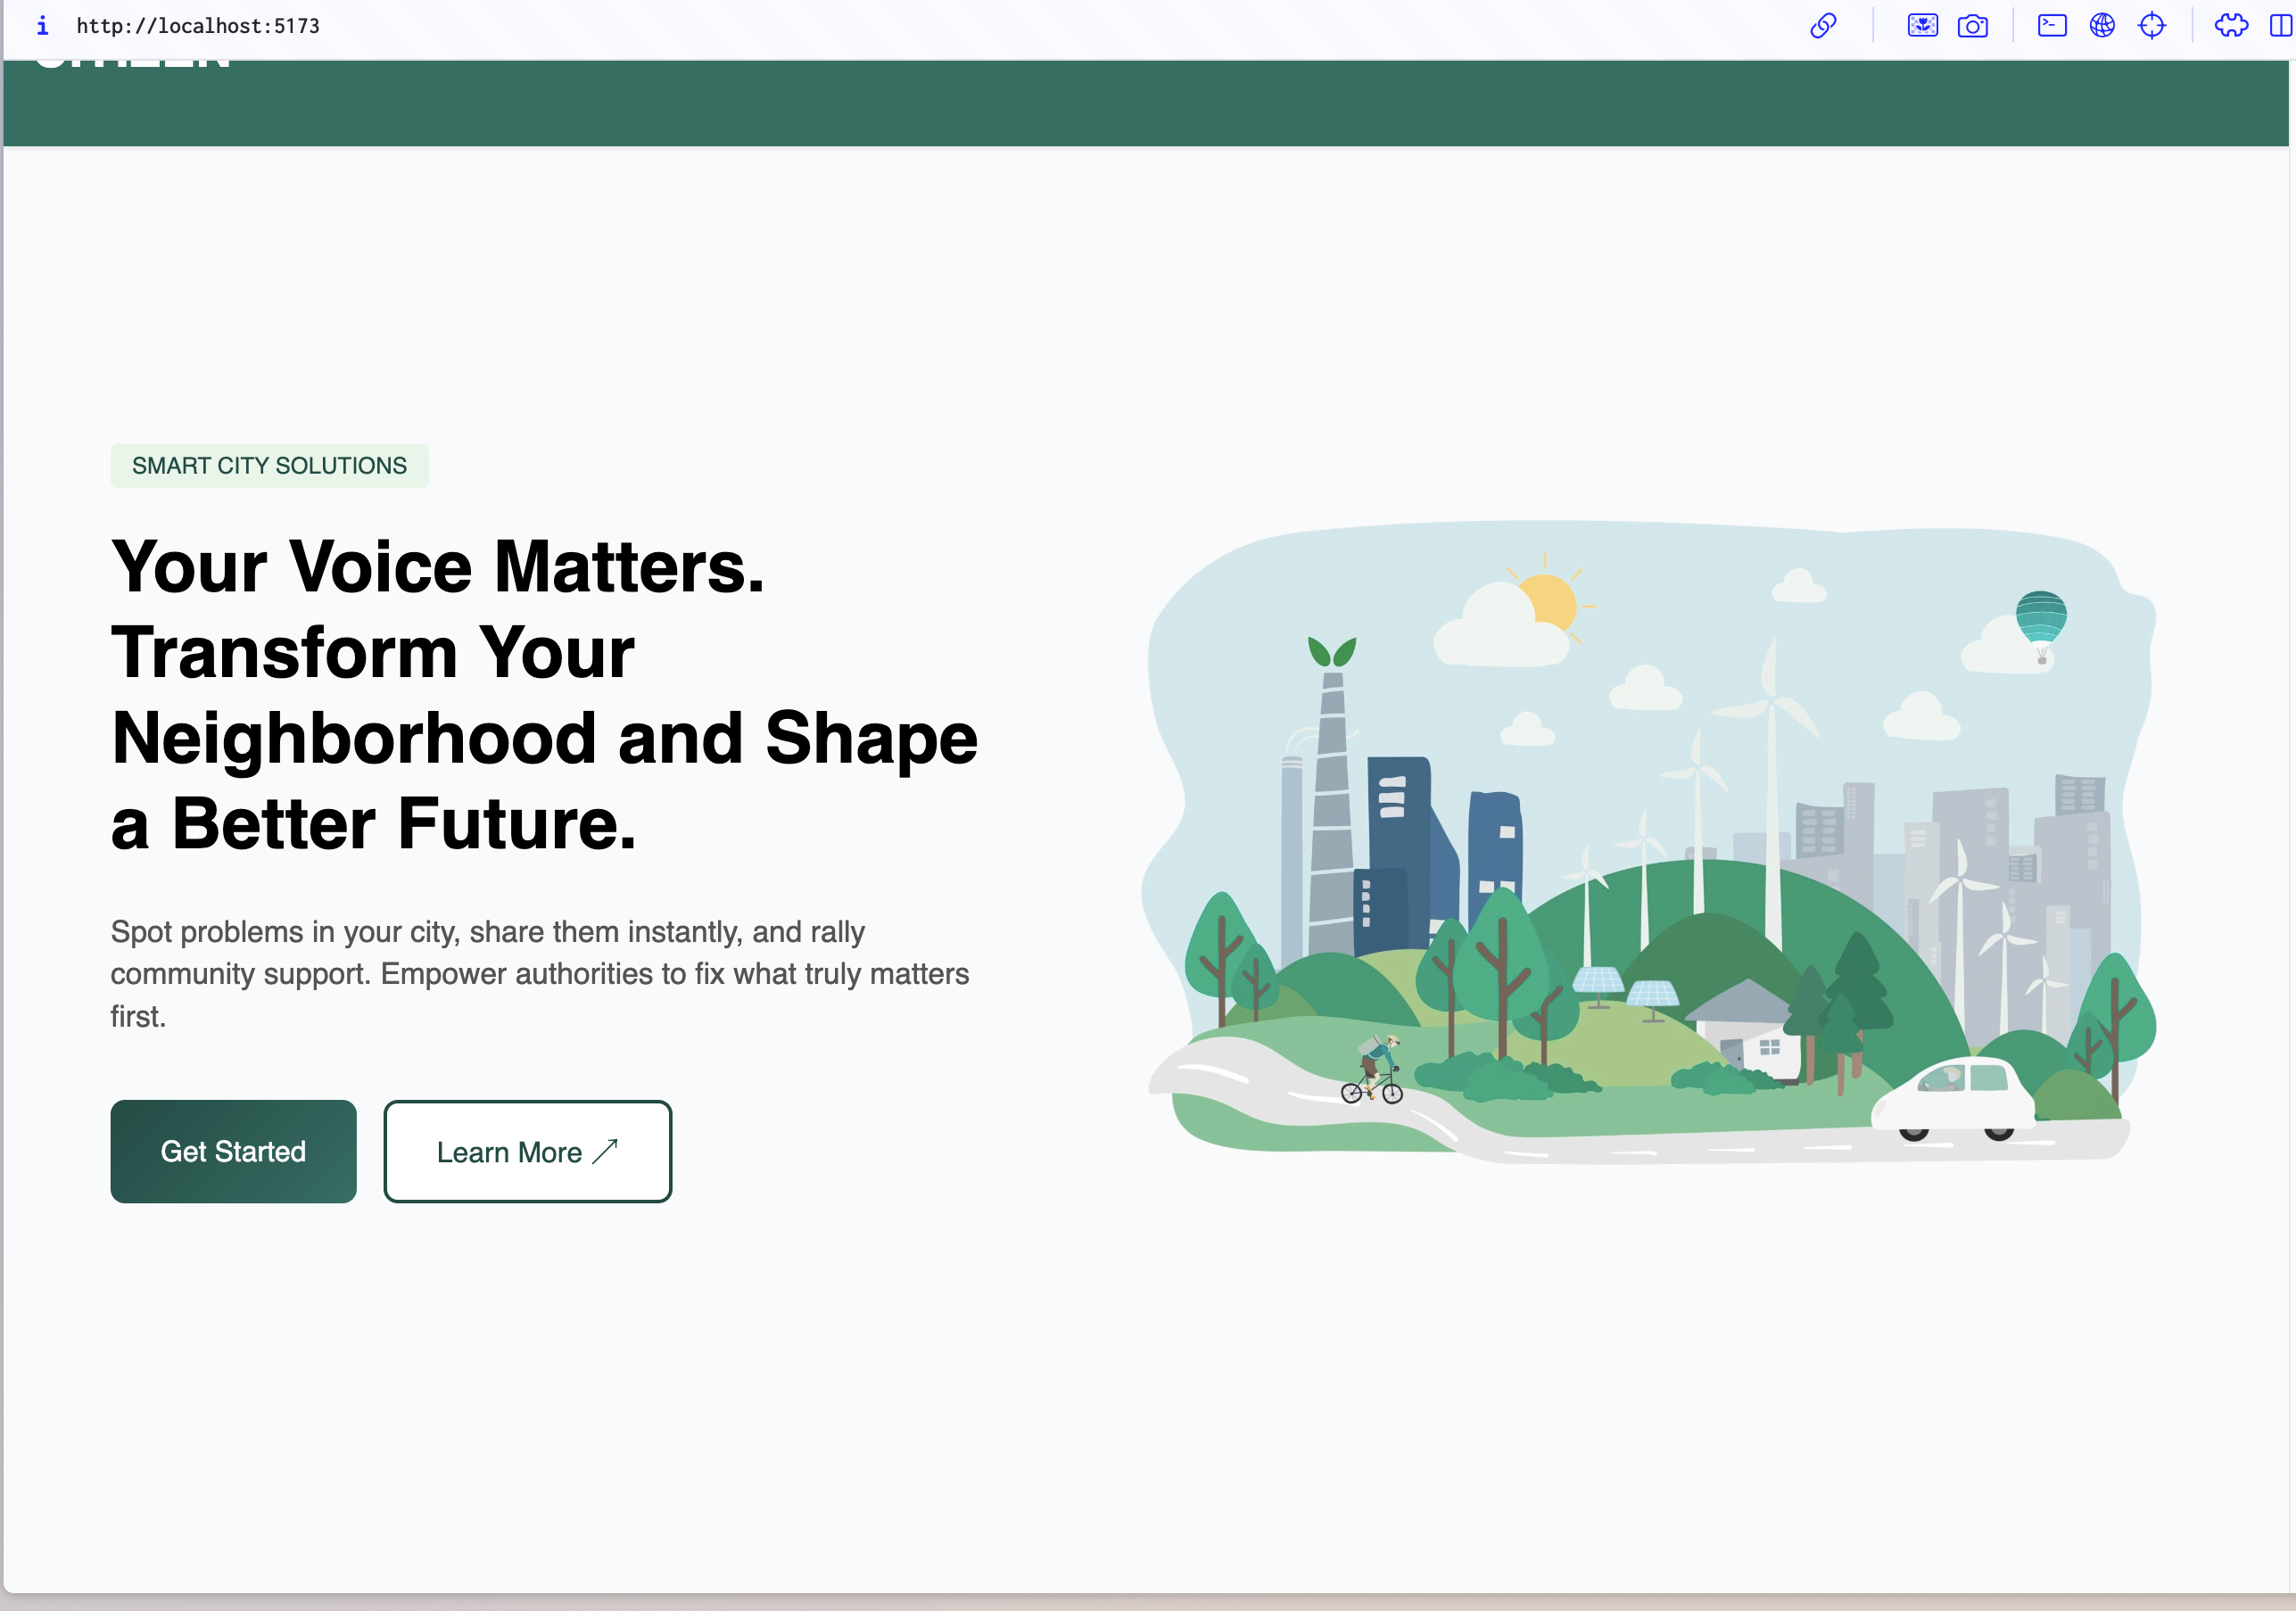 http://localhost:5173
SMART CITY SOLUTIONS
Your Voice Matters.
Transform Your
Neighborhood and Shape
a Better Future.
Spot problems in your city, share them instantly, and rally
community support. Empower authorities to fix what truly matters
first.
Get Started
Learn More ↗